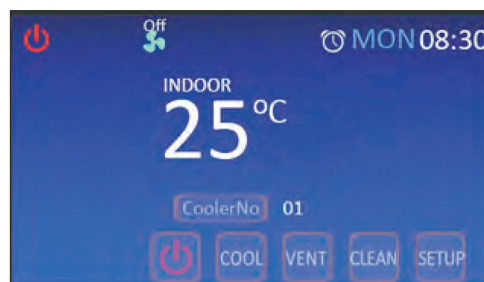 Off
MON 08:30
INDOOR
25°C
CoolerNo 01
COOL VENT CLEAN SETUP